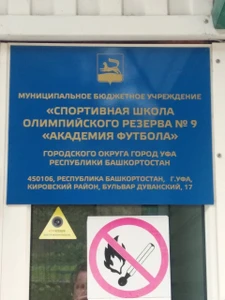 МУНИЦИПАЛЬНОЕ БЮДЖЕТНОЕ УЧРЕЖДЕНИЕ
«СПОРТИВНАЯ ШКОЛА
ОЛИМПИЙСКОГО РЕЗЕРВА № 9
«АКАДЕМИЯ ФУТБОЛА»
ГОРОДСКОГО ОКРУГА ГОРОД УФА
РЕСПУБЛИКИ БАШКОРТОСТАН
450106, РЕСПУБЛИКА БАШКОРТОСТАН, Г.УФА,
КИРОВСКИЙ РАЙОН, БУЛЬВАР ДУВАНСКИЙ, 17